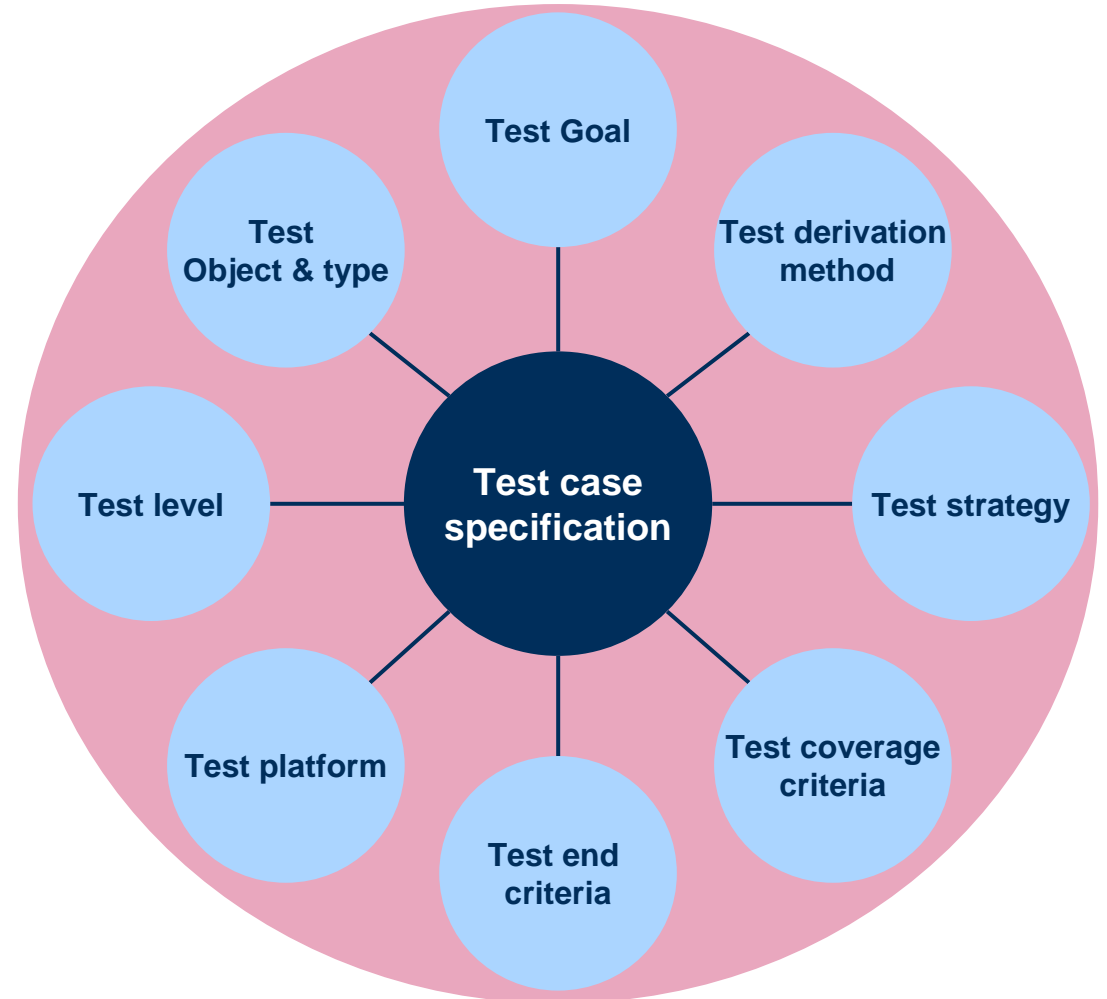 Test Goal
Test
Object & type
Test derivation
method
Test level
Test case
specification
Test strategy
Test platform
Test coverage
criteria
Test end
criteria